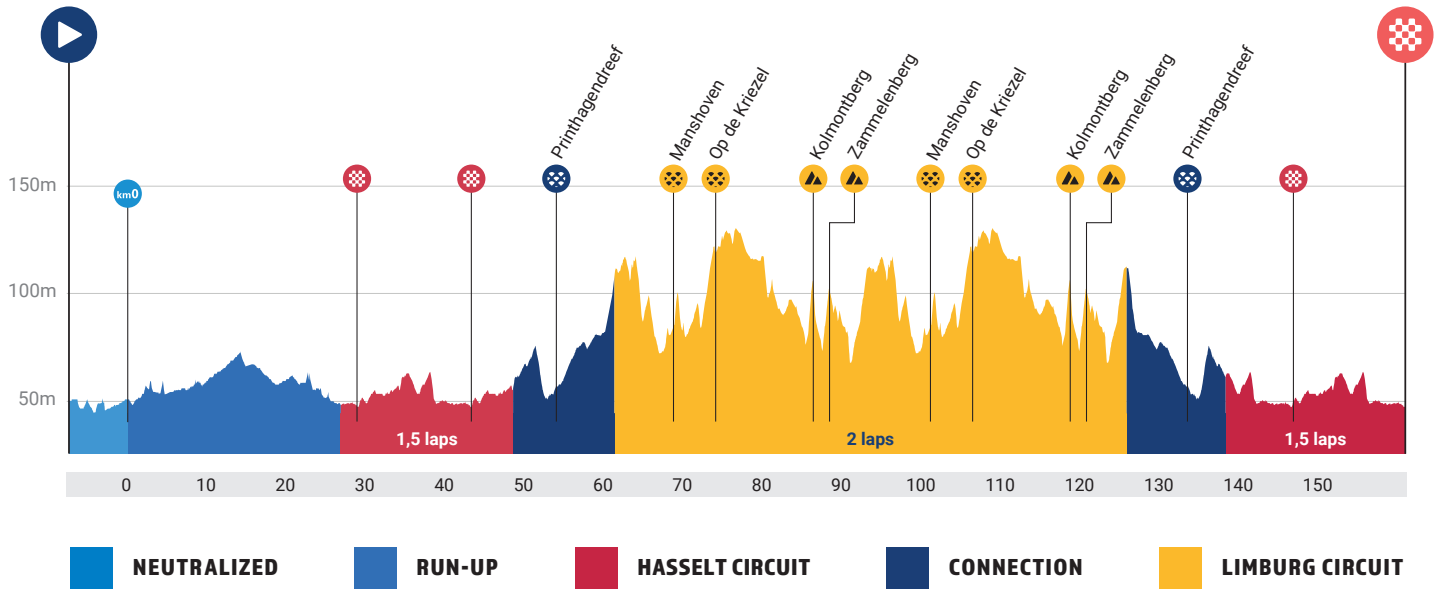 Printhagendreef
Manshoven
Op de Kriezel
Kolmontberg
Zammelenberg
Manshoven
Op de Kriezel
Kolmontberg
Zammelenberg
Printhagendreef
150m
km0
100m
50m
1,5 laps
2 laps
1,5 laps
0 10 20 30 40 50 60 70 80 90 100 110 120 130 140 150
NEUTRALIZED RUN-UP HASSELT CIRCUIT CONNECTION LIMBURG CIRCUIT